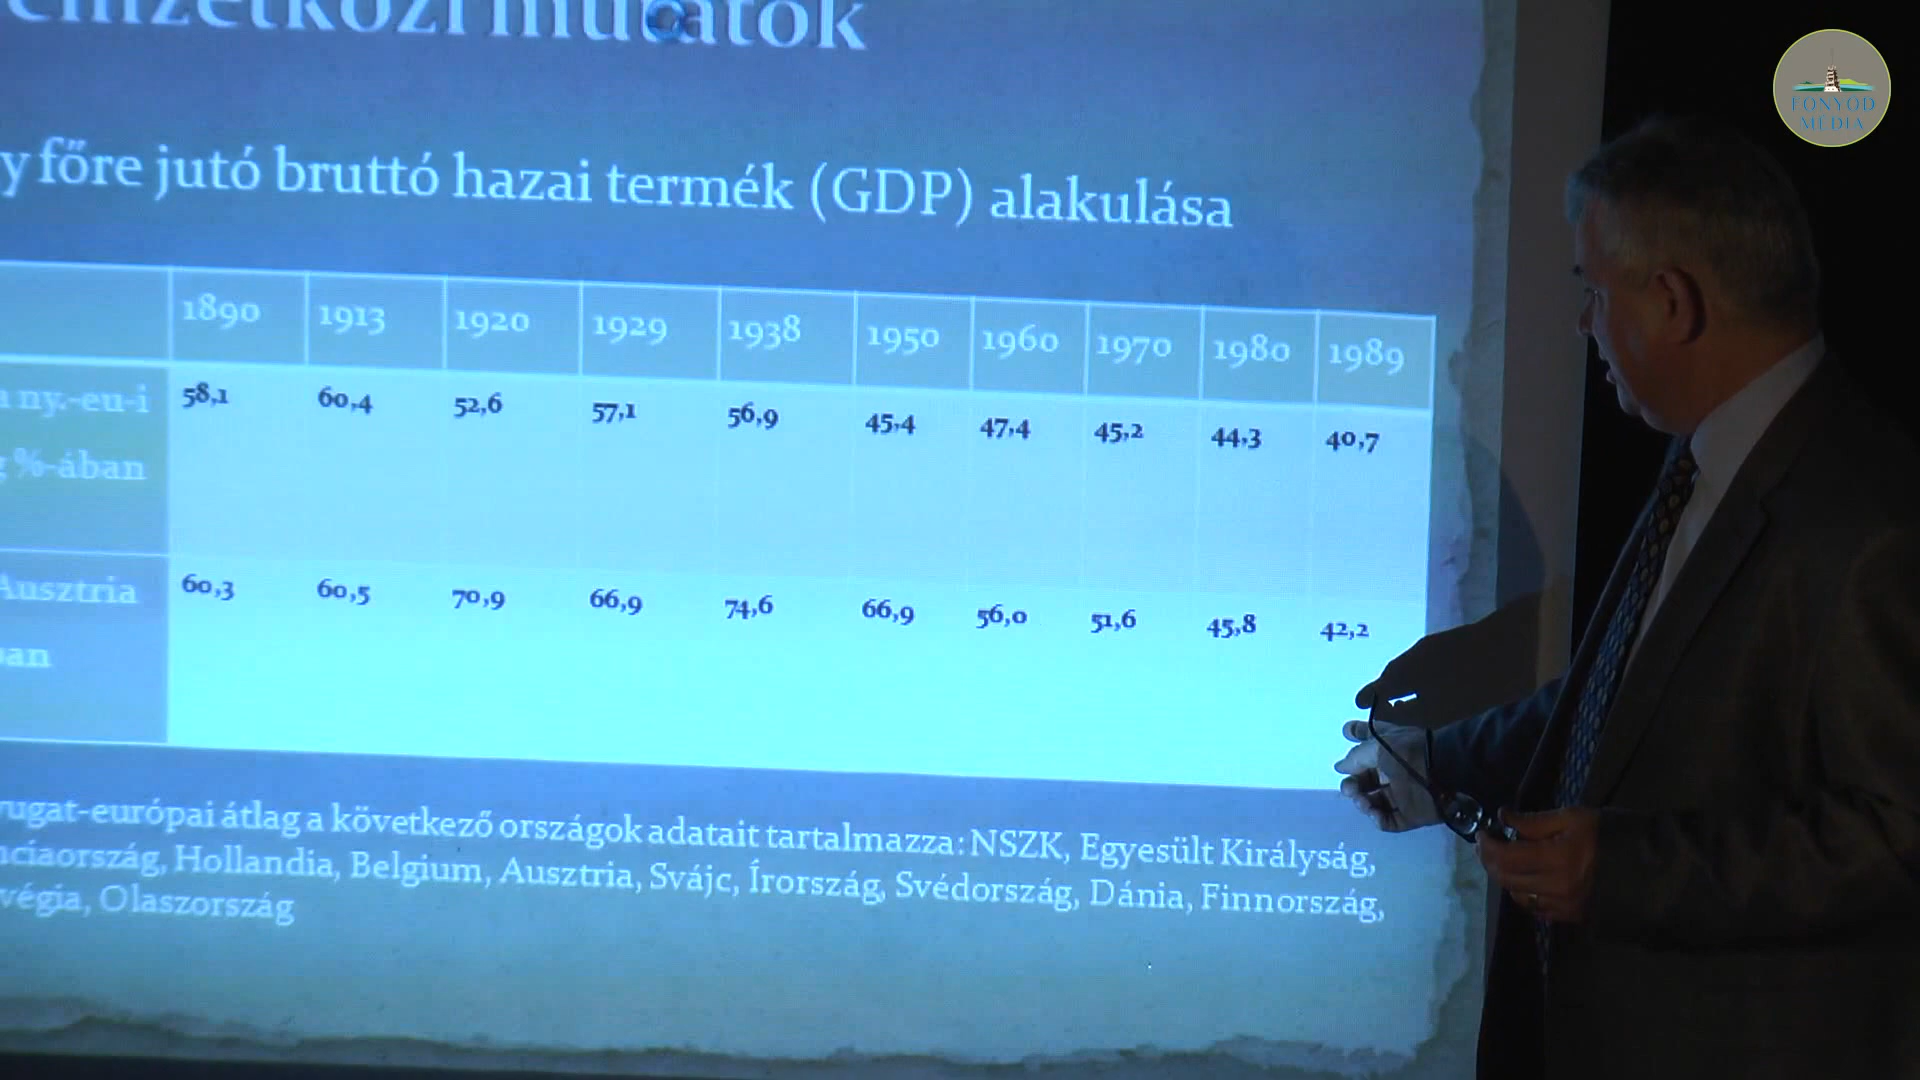 emzetközi mutatók
y főre jutó bruttó hazai termék (GDP) alakulása
1890 1913 1920 1929 1938 1950 1960 1970 1980 1989
a ny.-eu-i 58,1 60,4 52,6 57,1 56,9 45,4 47,4 45,2 44,3 40,7
g %-ában
Ausztria 60,3 60,5 70,9 66,9 74,6 66,9 56,0 51,6 45,8 42,2
ban
yugat-európai átlag a következő országok adatait tartalmazza: NSZK, Egyesült Királyság,
nciaország, Hollandia, Belgium, Ausztria, Svájc, Írország, Svédország, Dánia, Finnország,
végia, Olaszország
FONYÓD
MÉDIA